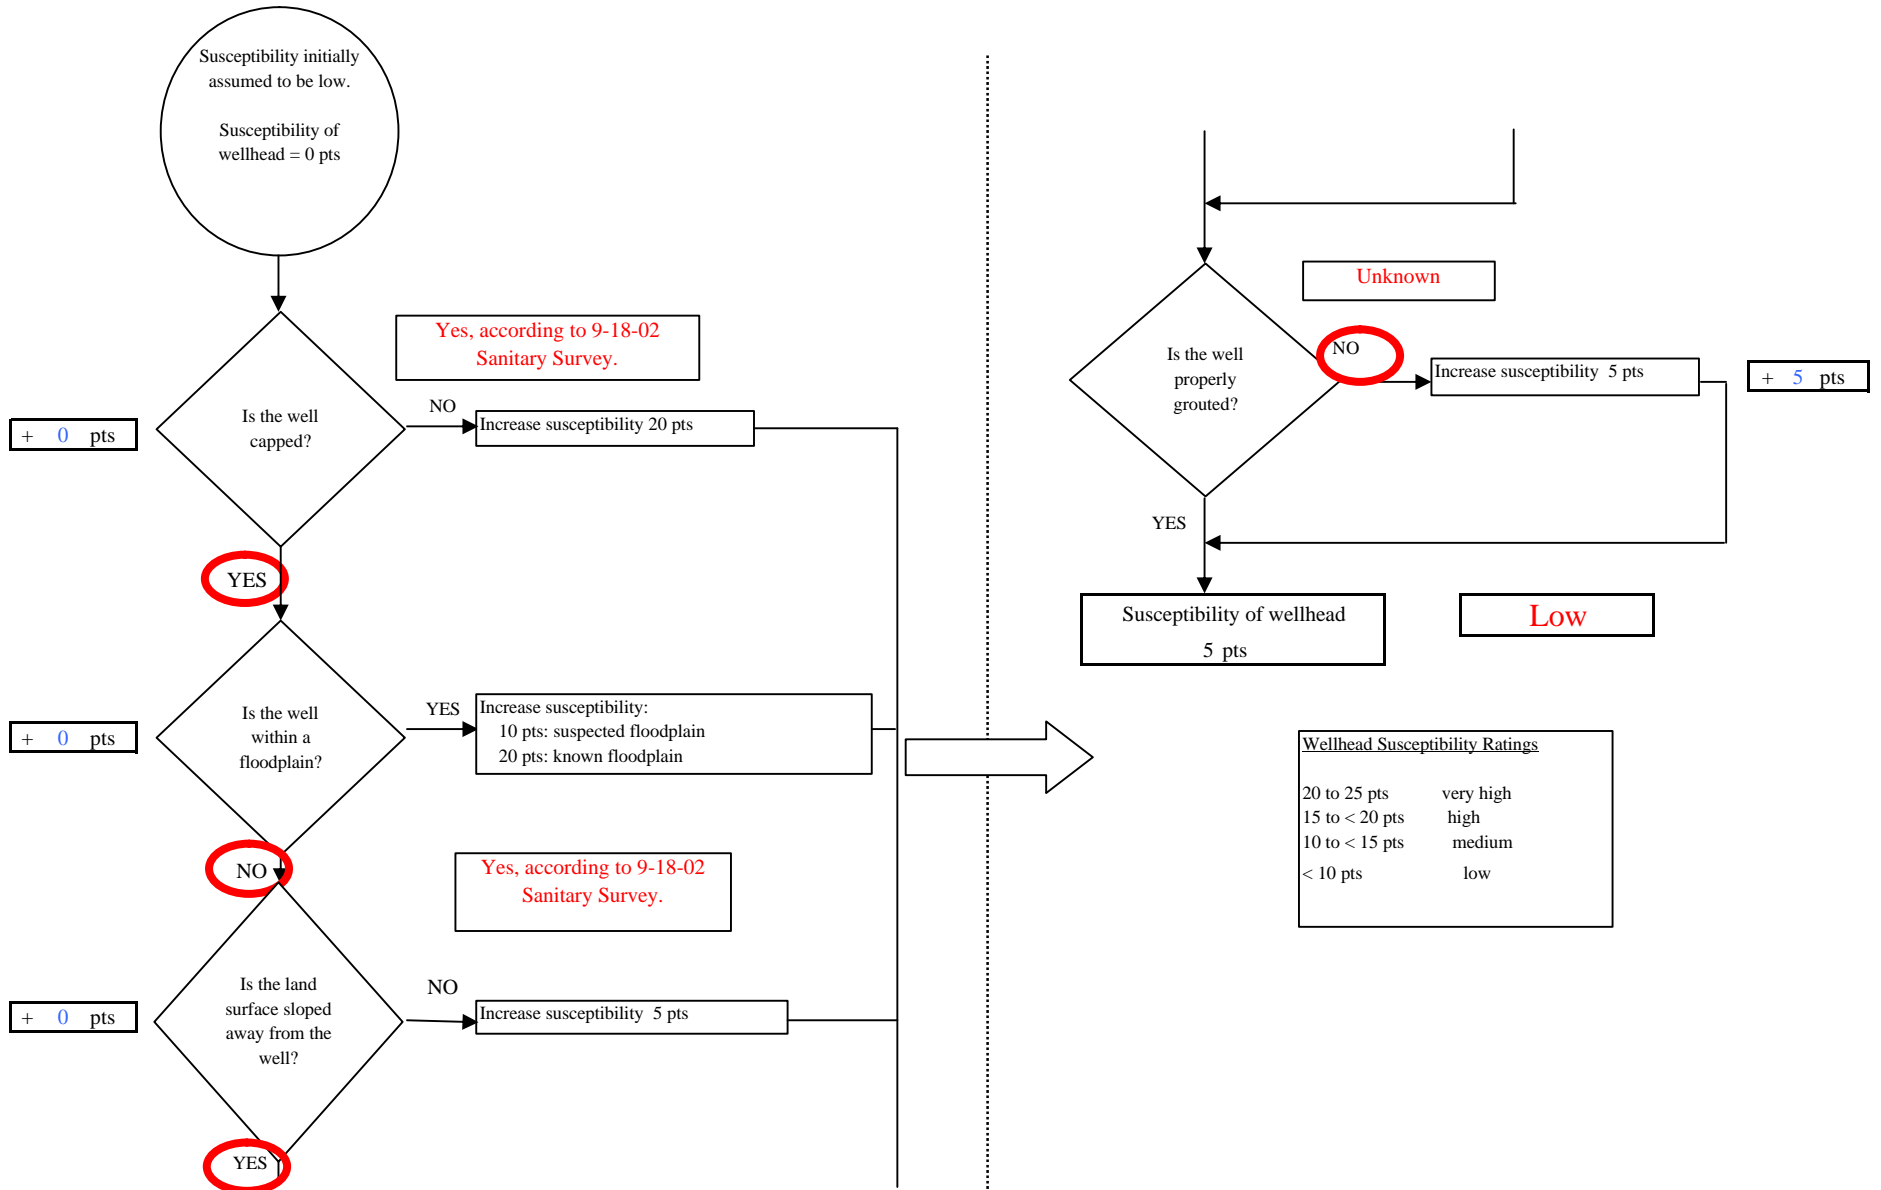 Susceptibility initially
assumed to be low.
Susceptibility of
wellhead = 0 pts
Yes, according to 9-18-02
Sanitary Survey.
Is the well
capped?
NO
Increase susceptibility 20 pts
+ 0 pts
YES
Is the well
within a
floodplain?
YES
Increase susceptibility:
10 pts: suspected floodplain
20 pts: known floodplain
+ 0 pts
NO
Yes, according to 9-18-02
Sanitary Survey.
Is the land
surface sloped
away from the
well?
NO
Increase susceptibility 5 pts
+ 0 pts
YES
Unknown
Is the well
properly
grouted?
NO
Increase susceptibility 5 pts
+ 5 pts
YES
Susceptibility of wellhead
5 pts
Low
Wellhead Susceptibility Ratings
20 to 25 pts very high
15 to < 20 pts high
10 to < 15 pts medium
< 10 pts low